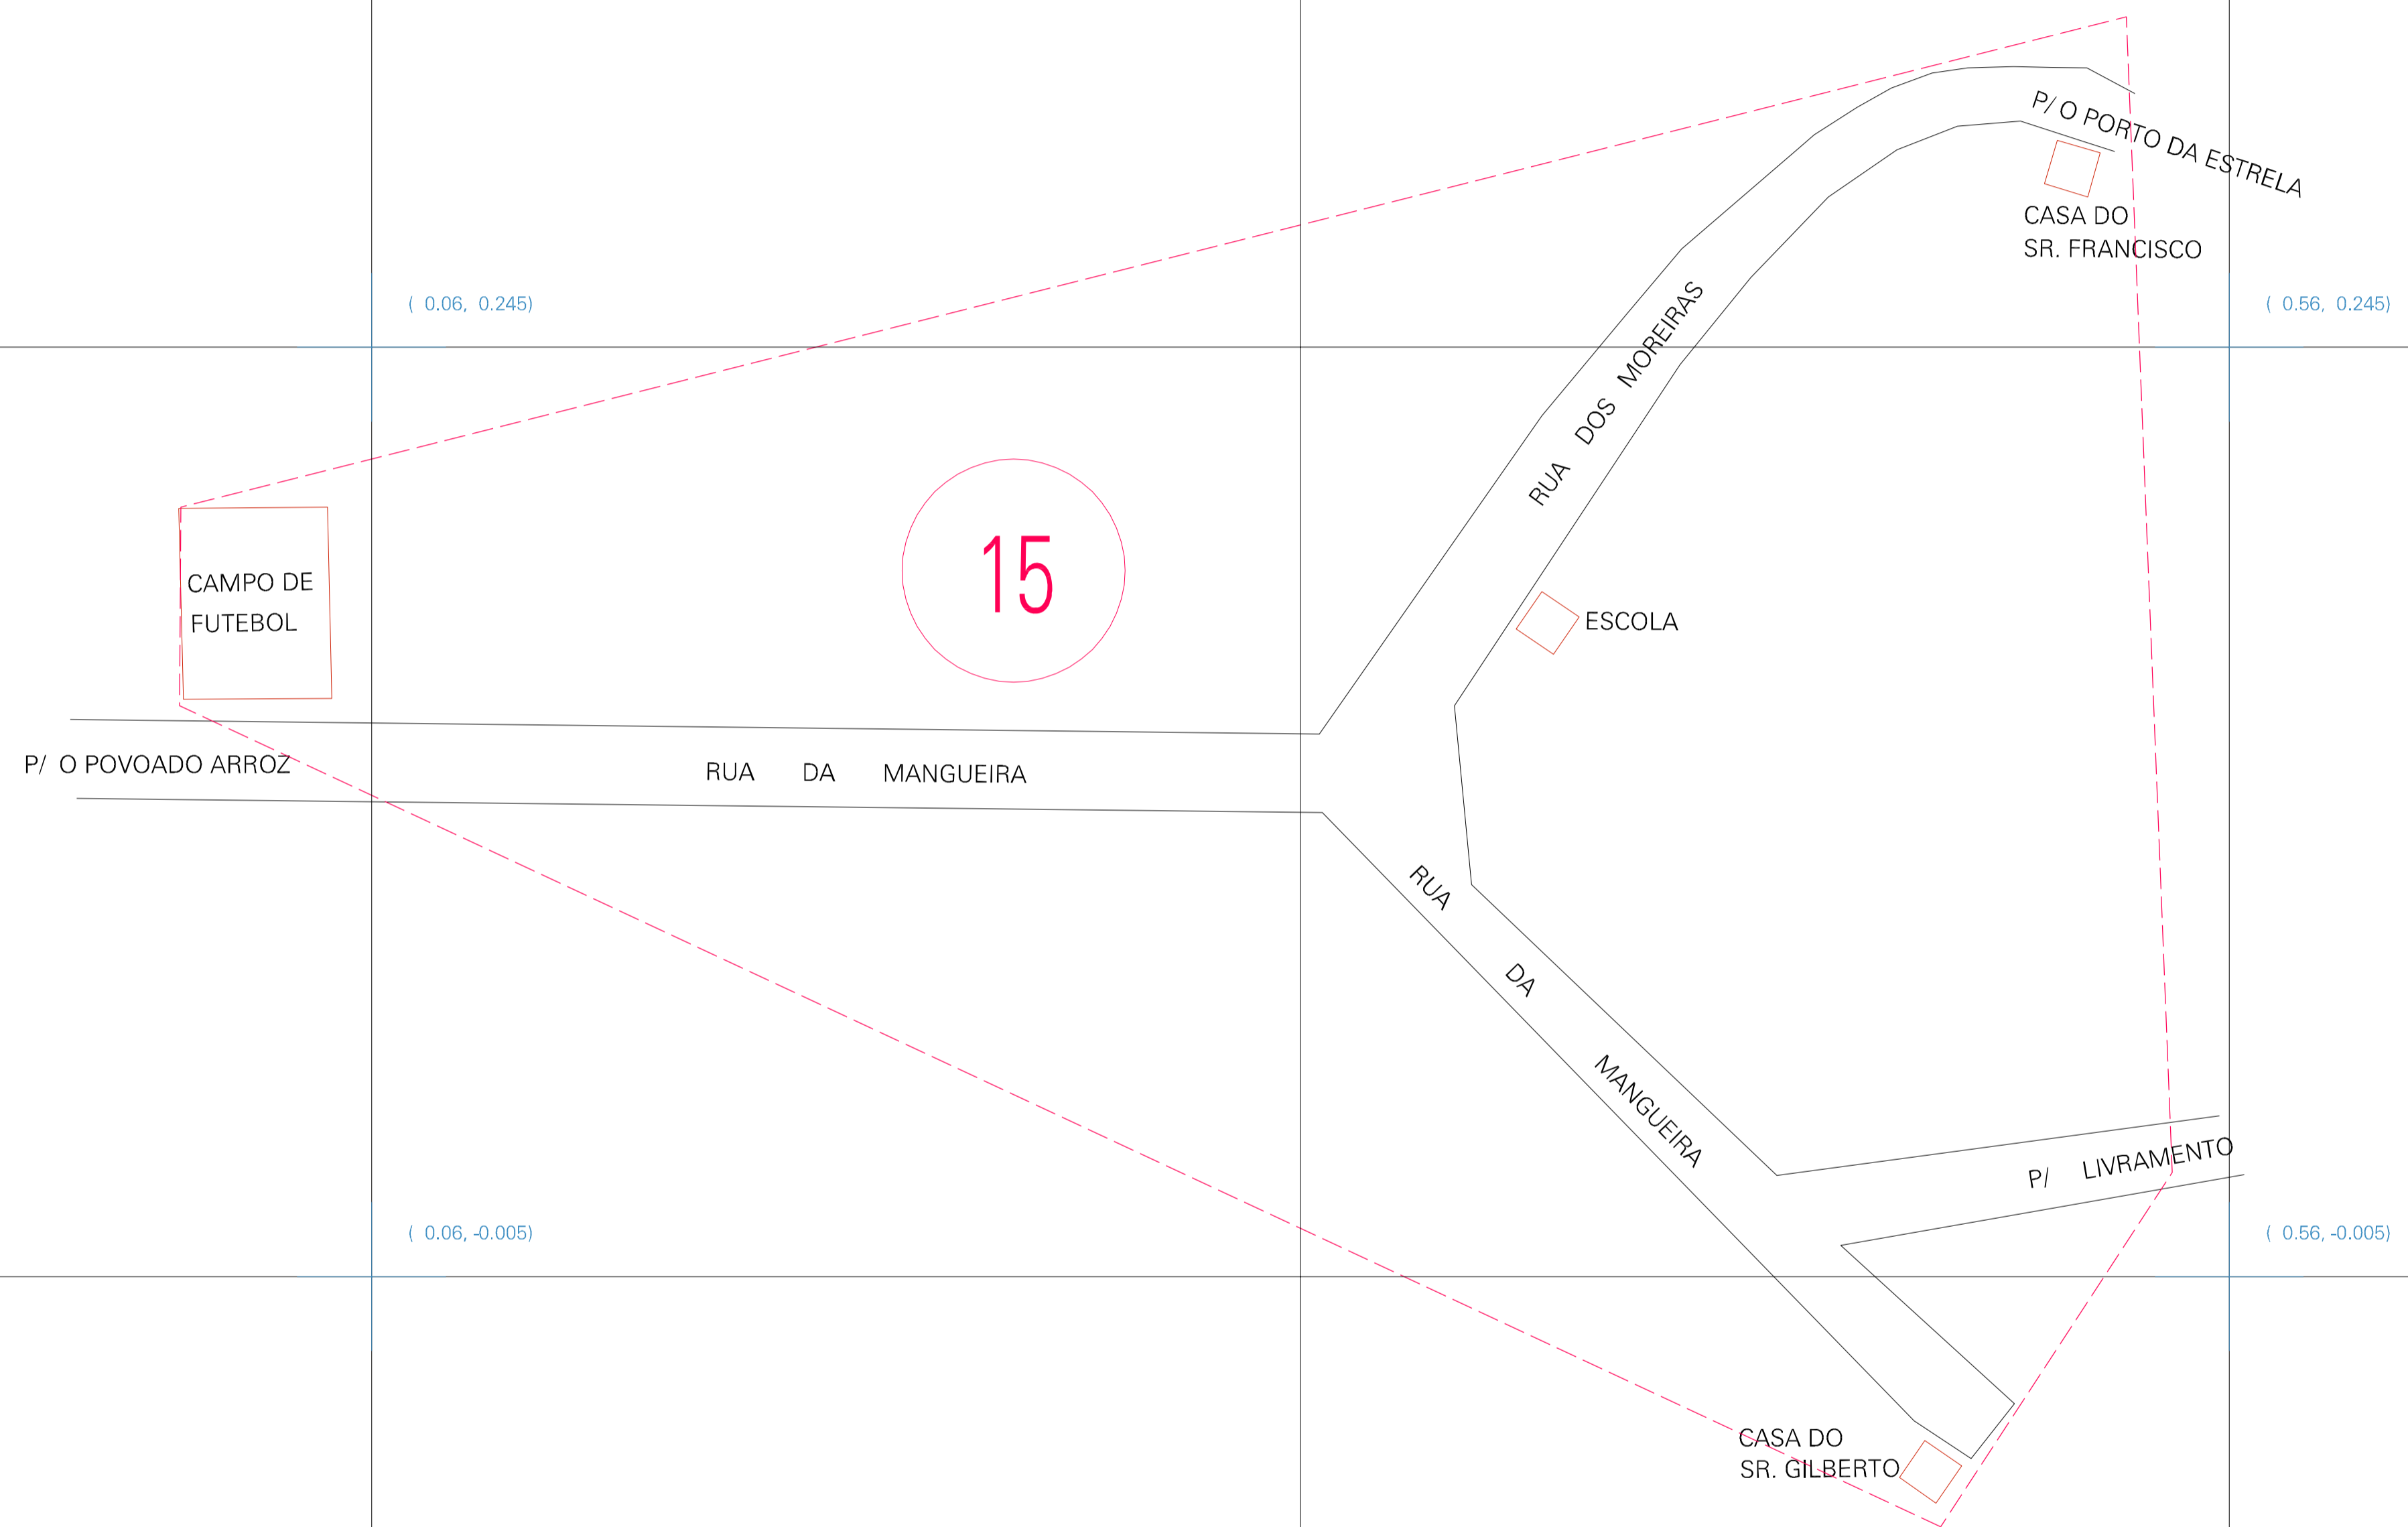 P/ O PORTO DA ESTRELA
CASA DO
SR. FRANCISCO
( 0.06, 0.245)
( 0.56, 0.245)
RUA DOS MOREIRAS
15
CAMPO DE
FUTEBOL
ESCOLA
P/ O POVOADO ARROZ
RUA DA MANGUEIRA
RUA DA MANGUEIRA
P/ LIVRAMENTO
( 0.06, -0.005)
( 0.56, -0.005)
CASA DO
SR. GILBERTO